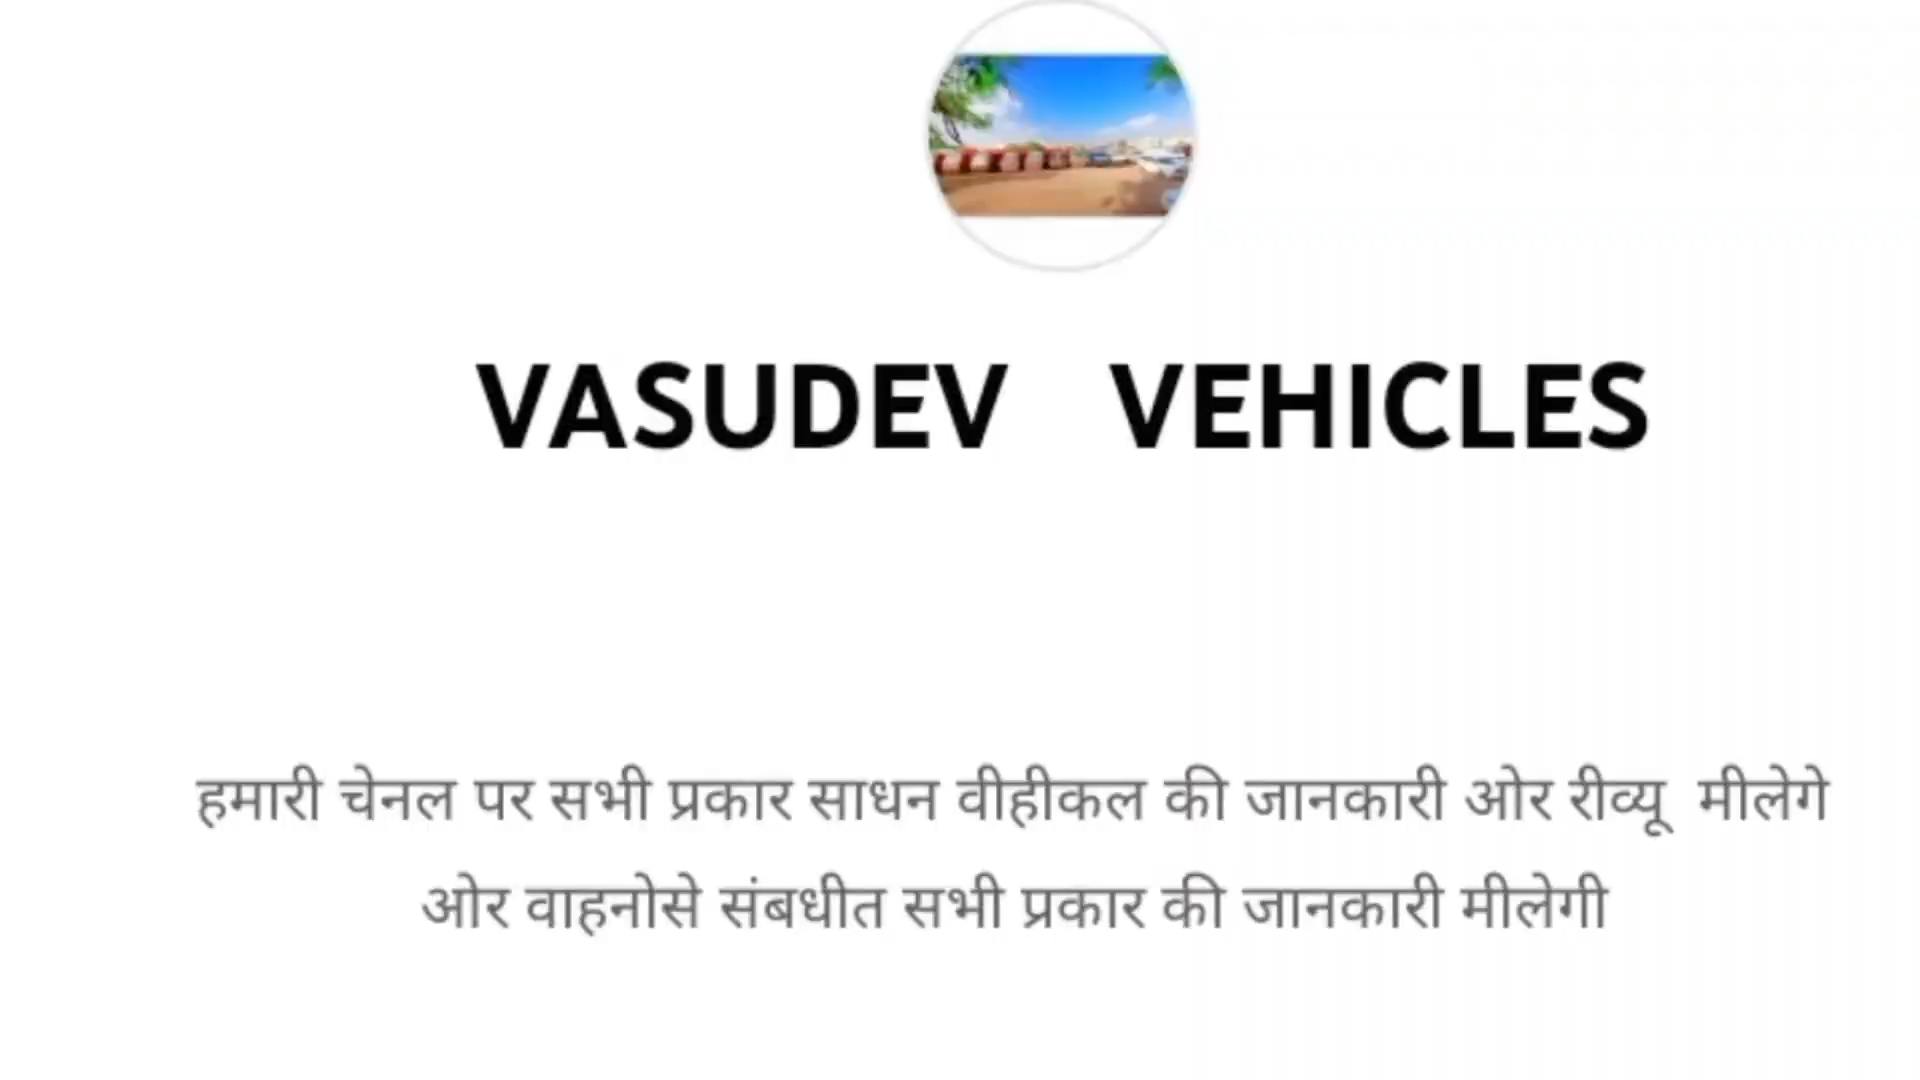 VASUDEV VEHICLES
हमारी चेनल पर सभी प्रकार साधन वीहीकल की जानकारी ओर रीव्यू मीलेगे
ओर वाहनोसे संबधीत सभी प्रकार की जानकारी मीलेगी